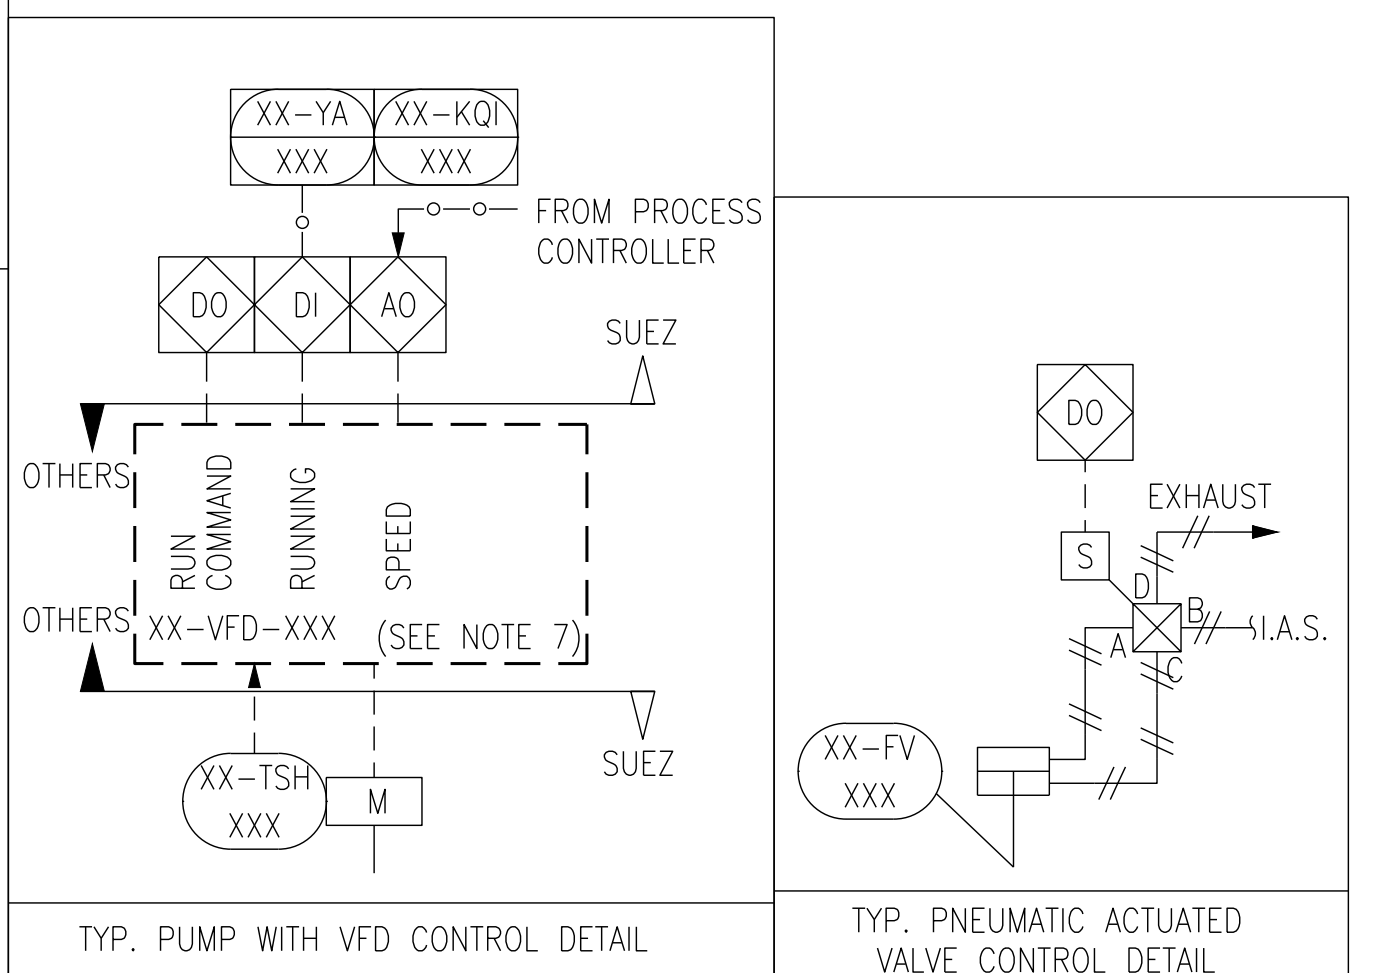 XX-YA XX-KQI
XXX XXX
FROM PROCESS
CONTROLLER
DO DI AO
SUEZ
OTHERS
RUN
COMMAND
RUNNING
SPEED
OTHERS
XX-VFD-XXX
(SEE NOTE 7)
SUEZ
XX-TSH
XXX
M
TYP. PUMP WITH VFD CONTROL DETAIL
DO
EXHAUST
S
D
B
I.A.S.
A
C
XX-FV
XXX
TYP. PNEUMATIC ACTUATED
VALVE CONTROL DETAIL